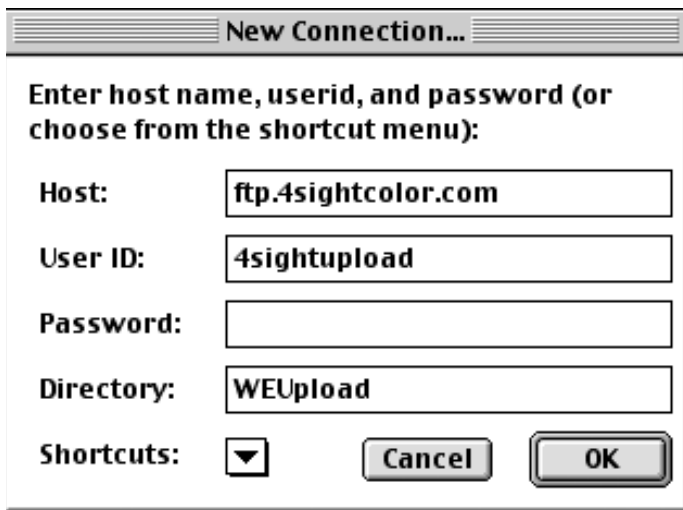 New Connection...
Enter host name, userid, and password (or
choose from the shortcut menu):
Host: ftp.4sightcolor.com
User ID: 4sightupload
Password:
Directory: WEUpload
Shortcuts: Cancel OK